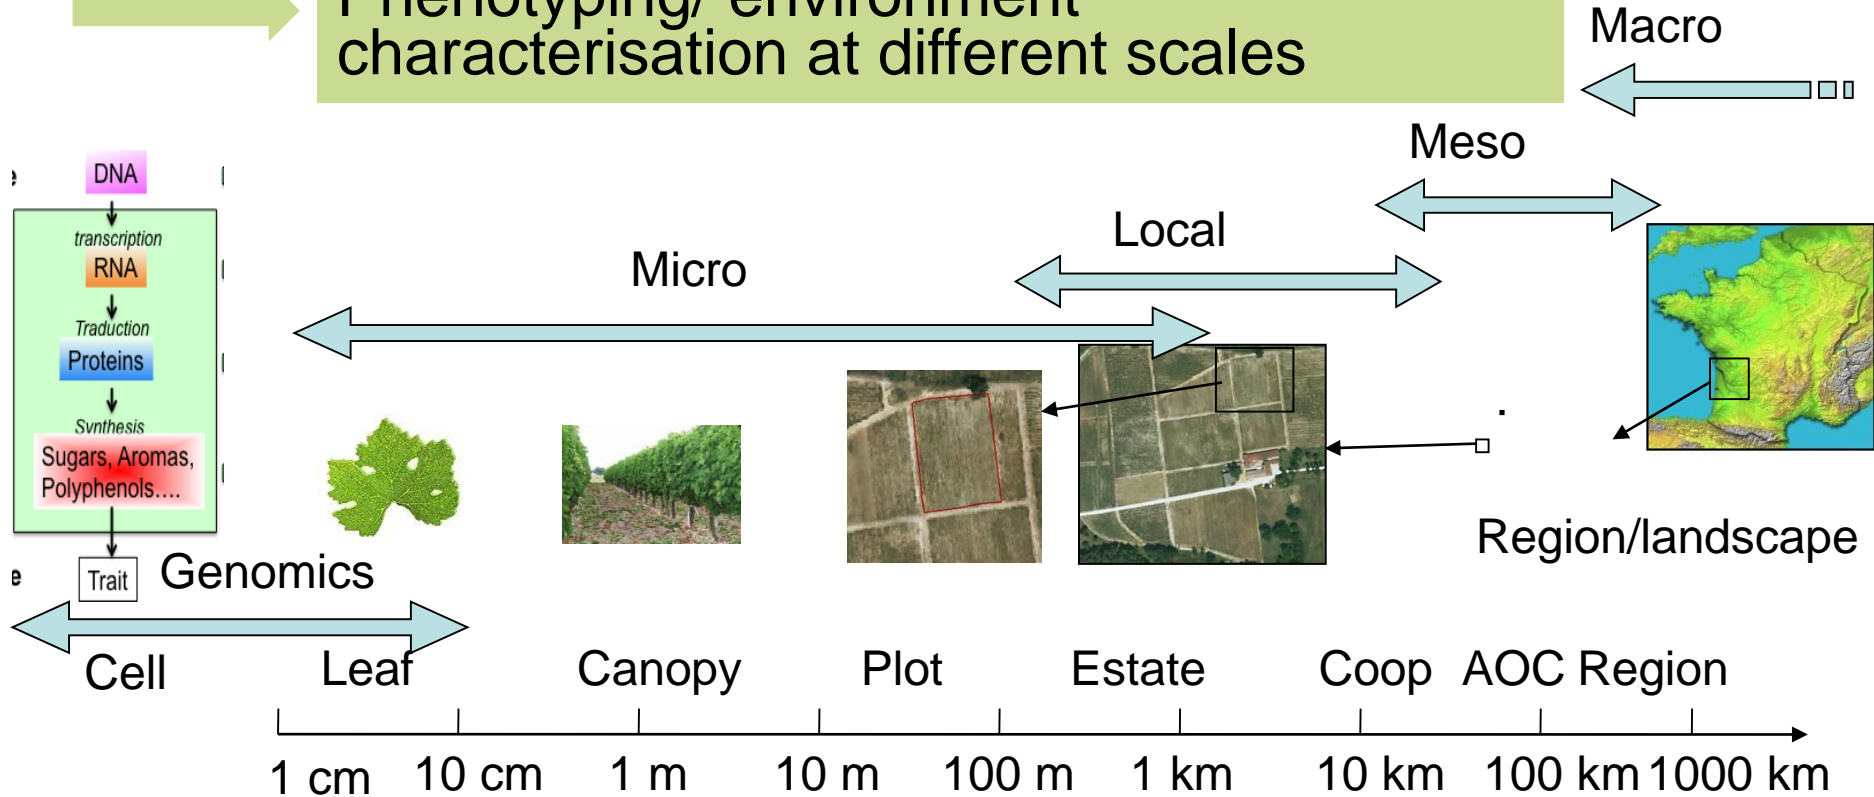 Phenotyping/ environment
characterisation at different scales
Macro
Meso
Local
Micro
DNA
transcription
RNA
Traduction
Proteins
Synthesis
Sugars, Aromas,
Polyphenols....
Trait
Genomics
Region/landscape
Cell Leaf Canopy Plot Estate Coop AOC Region
1 cm 10 cm 1 m 10 m 100 m 1 km 10 km 100 km 1000 km